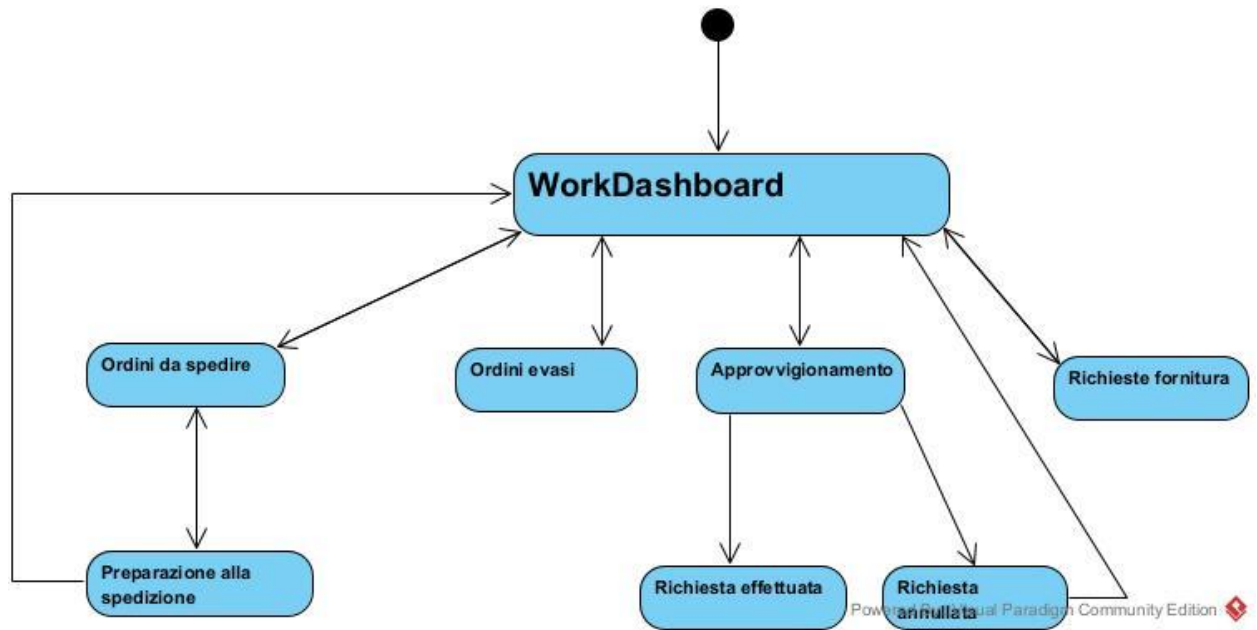 WorkDashboard
Ordini da spedire
Ordini evasi
Approvvigionamento
Richieste fornitura
Preparazione alla
spedizione
Richiesta effettuata
Richiesta
annullata
Powered Visual Paradigm Community Edition